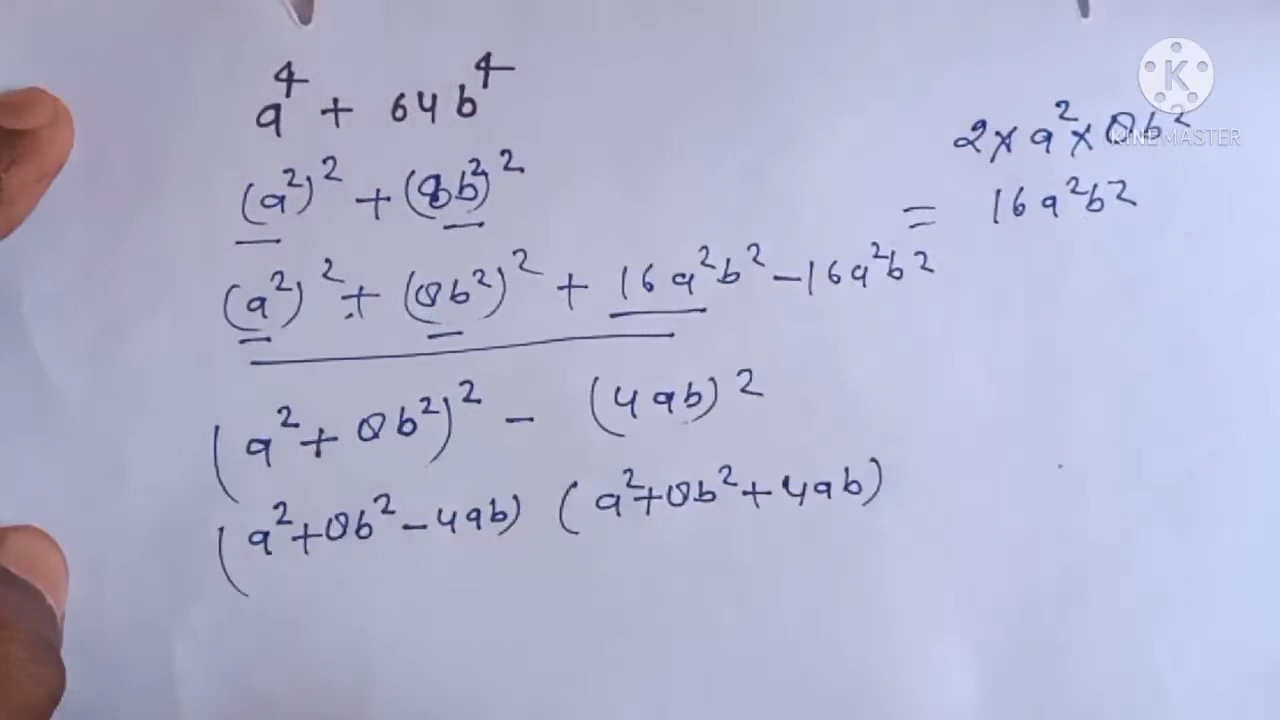 a⁴ + 64b⁴
(a²)² + (8b²)²
(a²)² + (8b²)² + 16a²b² - 16a²b²
(a² + 8b²)² - (4ab)²
(a²+8b²-4ab) (a²+8b²+4ab)
2×a²×8b²
= 16a²b²
K
KINEMASTER